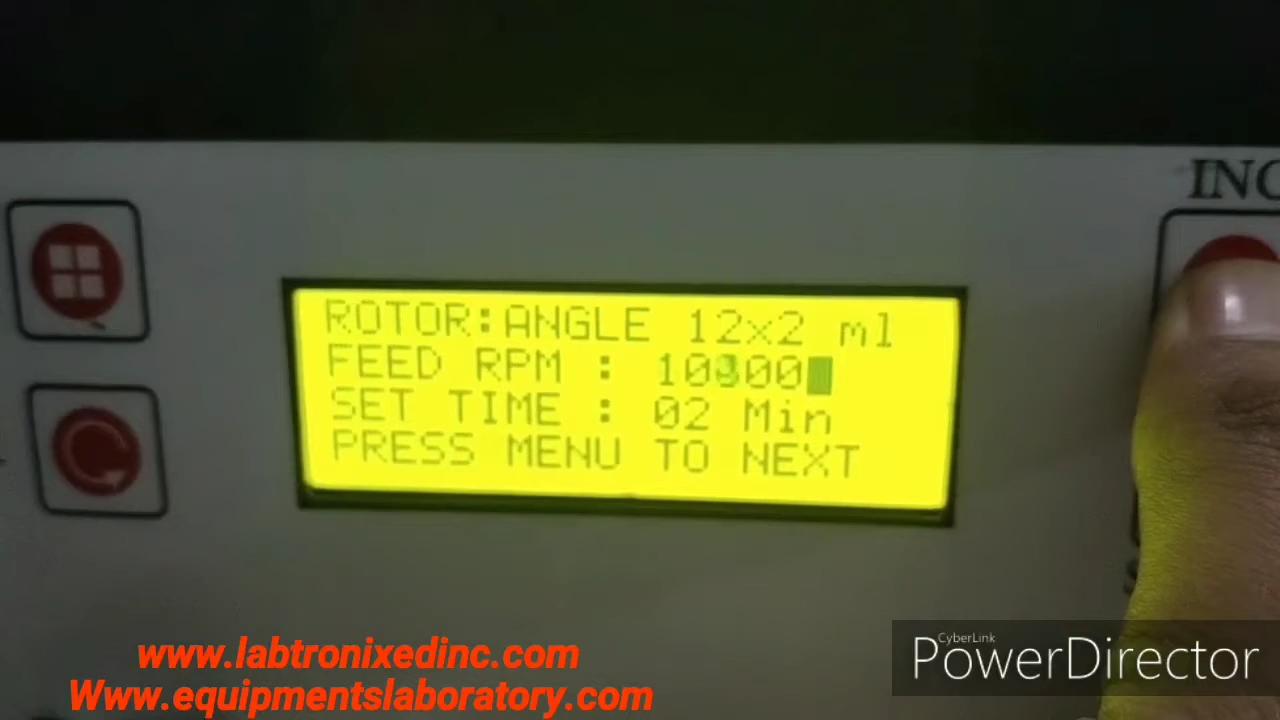 INC
ROTOR:ANGLE 12x2 ml
FEED RPM :
SET TIME : 02 Min
PRESS MENU TO NEXT
www.labtronixedinc.com
Www.equipmentslaboratory.com
CyberLink
PowerDirector